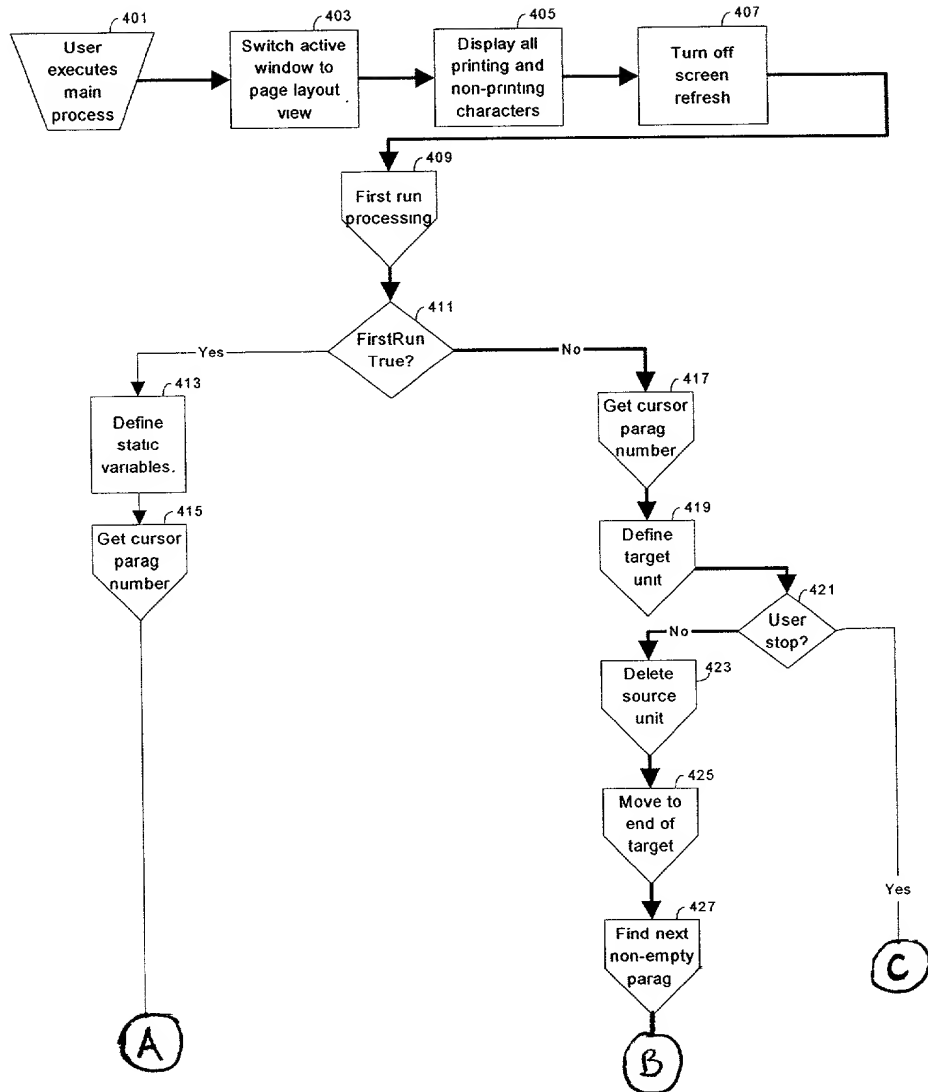 401
User
executes
main
process
403
Switch active
window to
page layout
view
405
Display all
printing and
non-printing
characters
407
Turn off
screen
refresh
409
First run
processing
411
FirstRun
True?
Yes
No
413
Define
static
variables.
415
Get cursor
parag
number
417
Get cursor
parag
number
419
Define
target
unit
421
User
stop?
No
423
Delete
source
unit
425
Move to
end of
target
427
Find next
non-empty
parag
Yes
A
B
C